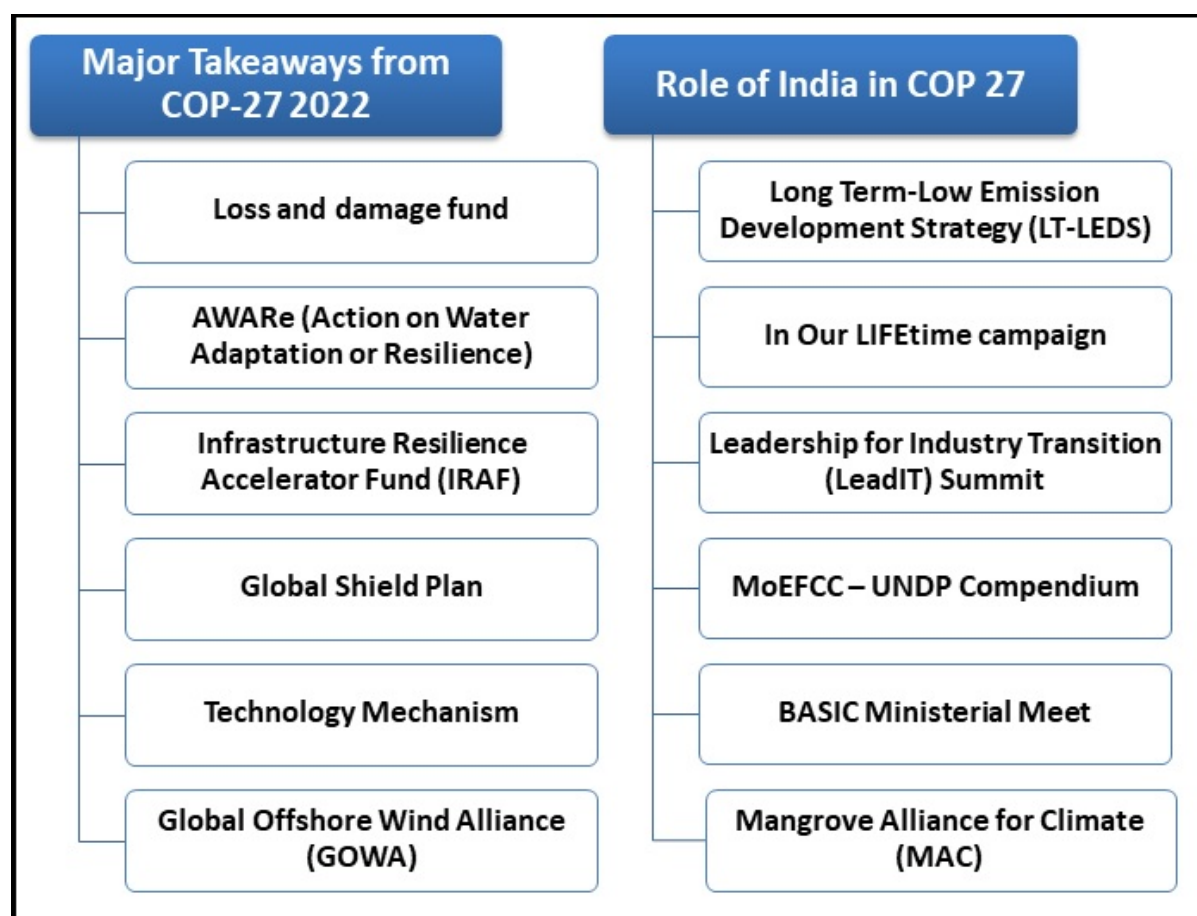 Major Takeaways from
COP-27 2022
Loss and damage fund
AWARe (Action on Water
Adaptation or Resilience)
Infrastructure Resilience
Accelerator Fund (IRAF)
Global Shield Plan
Technology Mechanism
Global Offshore Wind Alliance
(GOWA)
Role of India in COP 27
Long Term-Low Emission
Development Strategy (LT-LEDS)
In Our LIFEtime campaign
Leadership for Industry Transition
(LeadIT) Summit
MoEFCC – UNDP Compendium
BASIC Ministerial Meet
Mangrove Alliance for Climate
(MAC)